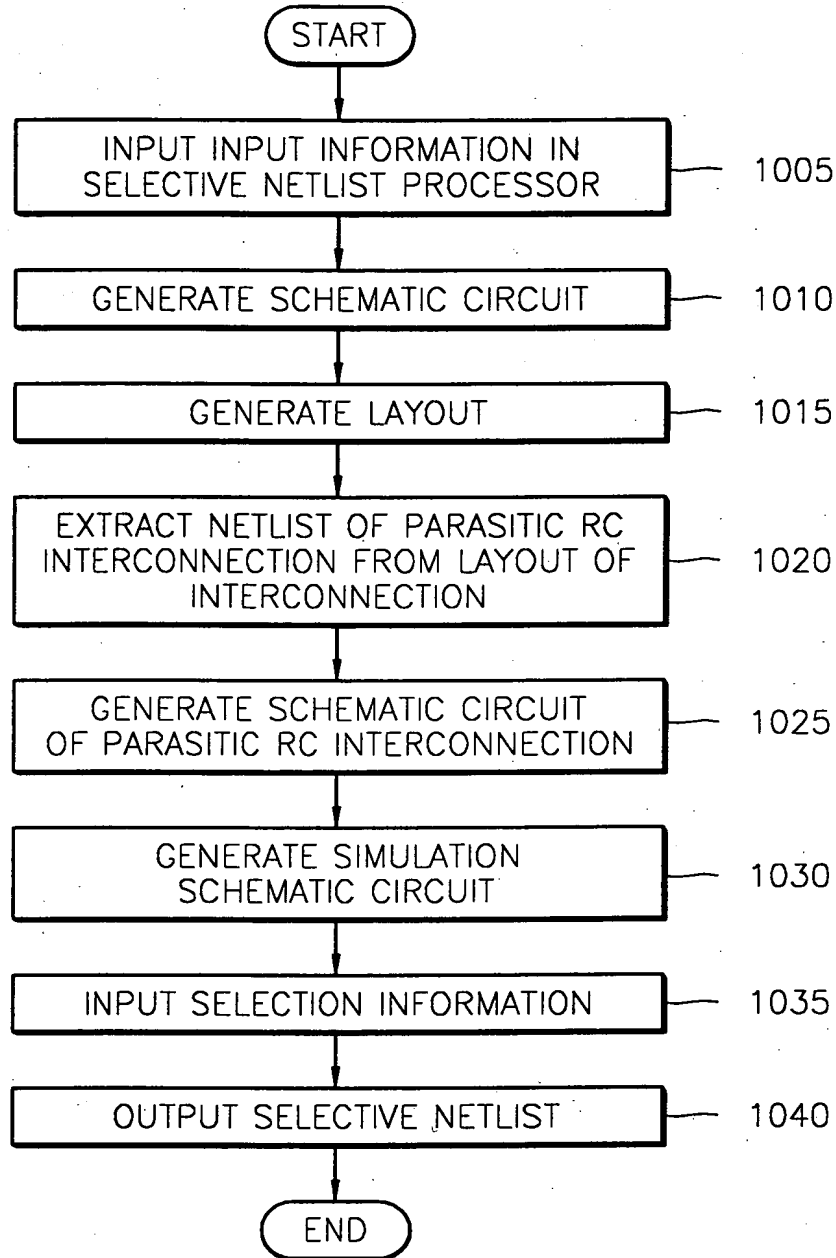 START
INPUT INPUT INFORMATION IN
SELECTIVE NETLIST PROCESSOR
1005
GENERATE SCHEMATIC CIRCUIT
1010
GENERATE LAYOUT
1015
EXTRACT NETLIST OF PARASITIC RC
INTERCONNECTION FROM LAYOUT OF
INTERCONNECTION
1020
GENERATE SCHEMATIC CIRCUIT
OF PARASITIC RC INTERCONNECTION
1025
GENERATE SIMULATION
SCHEMATIC CIRCUIT
1030
INPUT SELECTION INFORMATION
1035
OUTPUT SELECTIVE NETLIST
1040
END